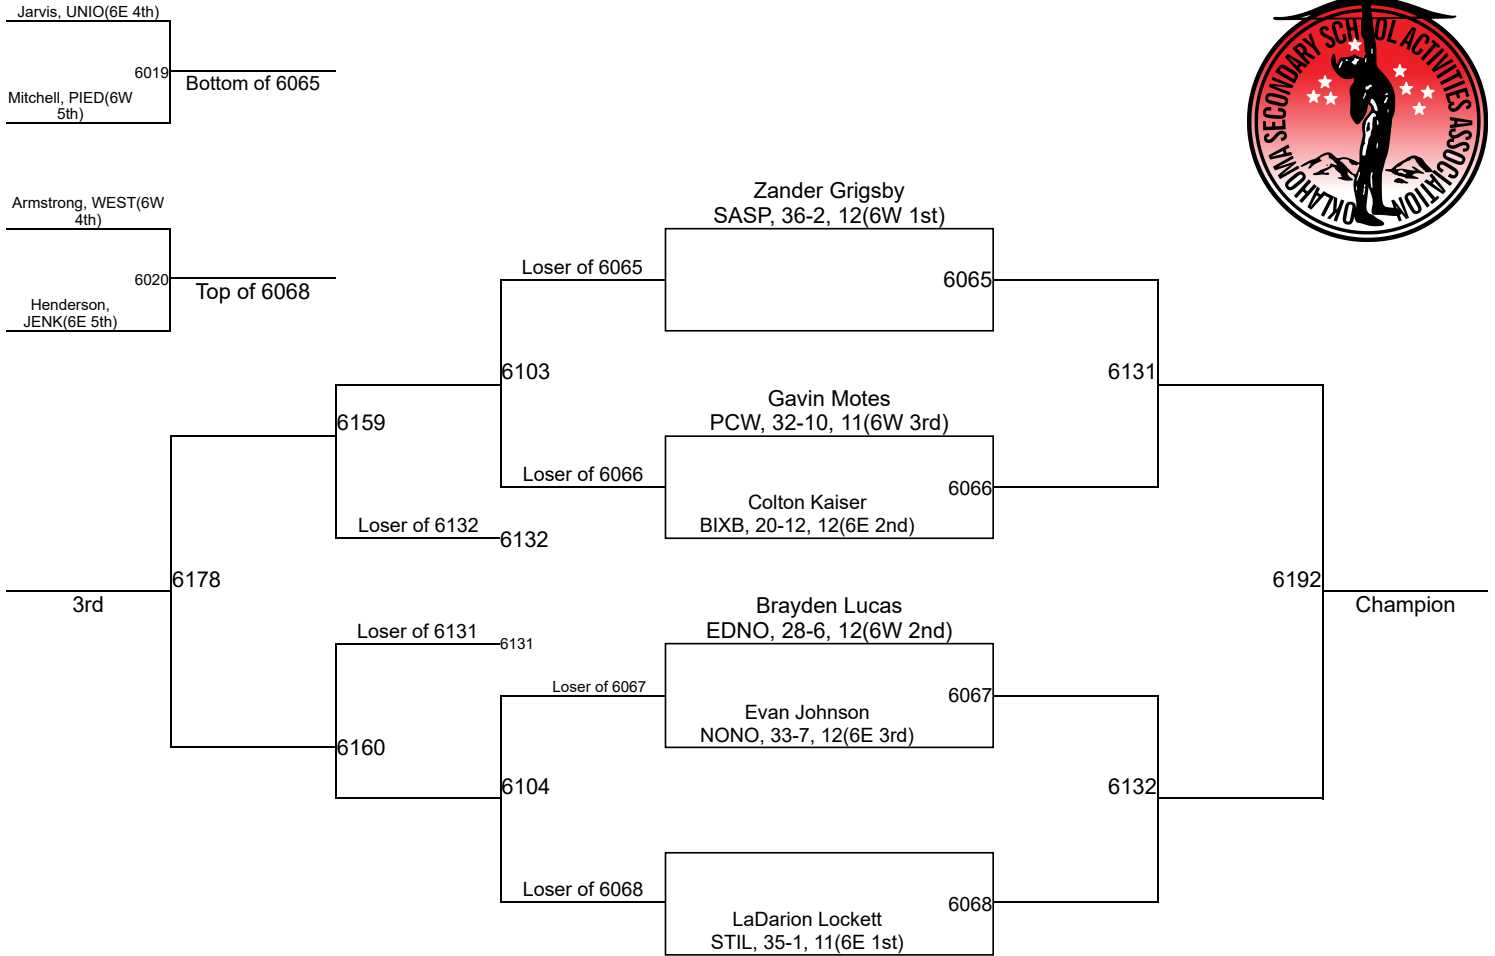 Jarvis, UNIO(6E 4th)
6019
Bottom of 6065
Mitchell, PIED(6W
5th)
Armstrong, WEST(6W
4th)
6020
Top of 6068
Henderson,
JENK(6E 5th)
OKLAHOMA SECONDARY SCHOOL ACTIVITIES ASSOCIATION
Zander Grigsby
SASP, 36-2, 12(6W 1st)
Loser of 6065
6065
6103
6131
Gavin Motes
PCW, 32-10, 11(6W 3rd)
6159
Loser of 6066
6066
Colton Kaiser
BIXB, 20-12, 12(6E 2nd)
Loser of 6132
6132
6178
3rd
6192
Champion
Brayden Lucas
EDNO, 28-6, 12(6W 2nd)
Loser of 6131
6131
Loser of 6067
6067
Evan Johnson
NONO, 33-7, 12(6E 3rd)
6160
6104
6132
Loser of 6068
6068
LaDarion Lockett
STIL, 35-1, 11(6E 1st)